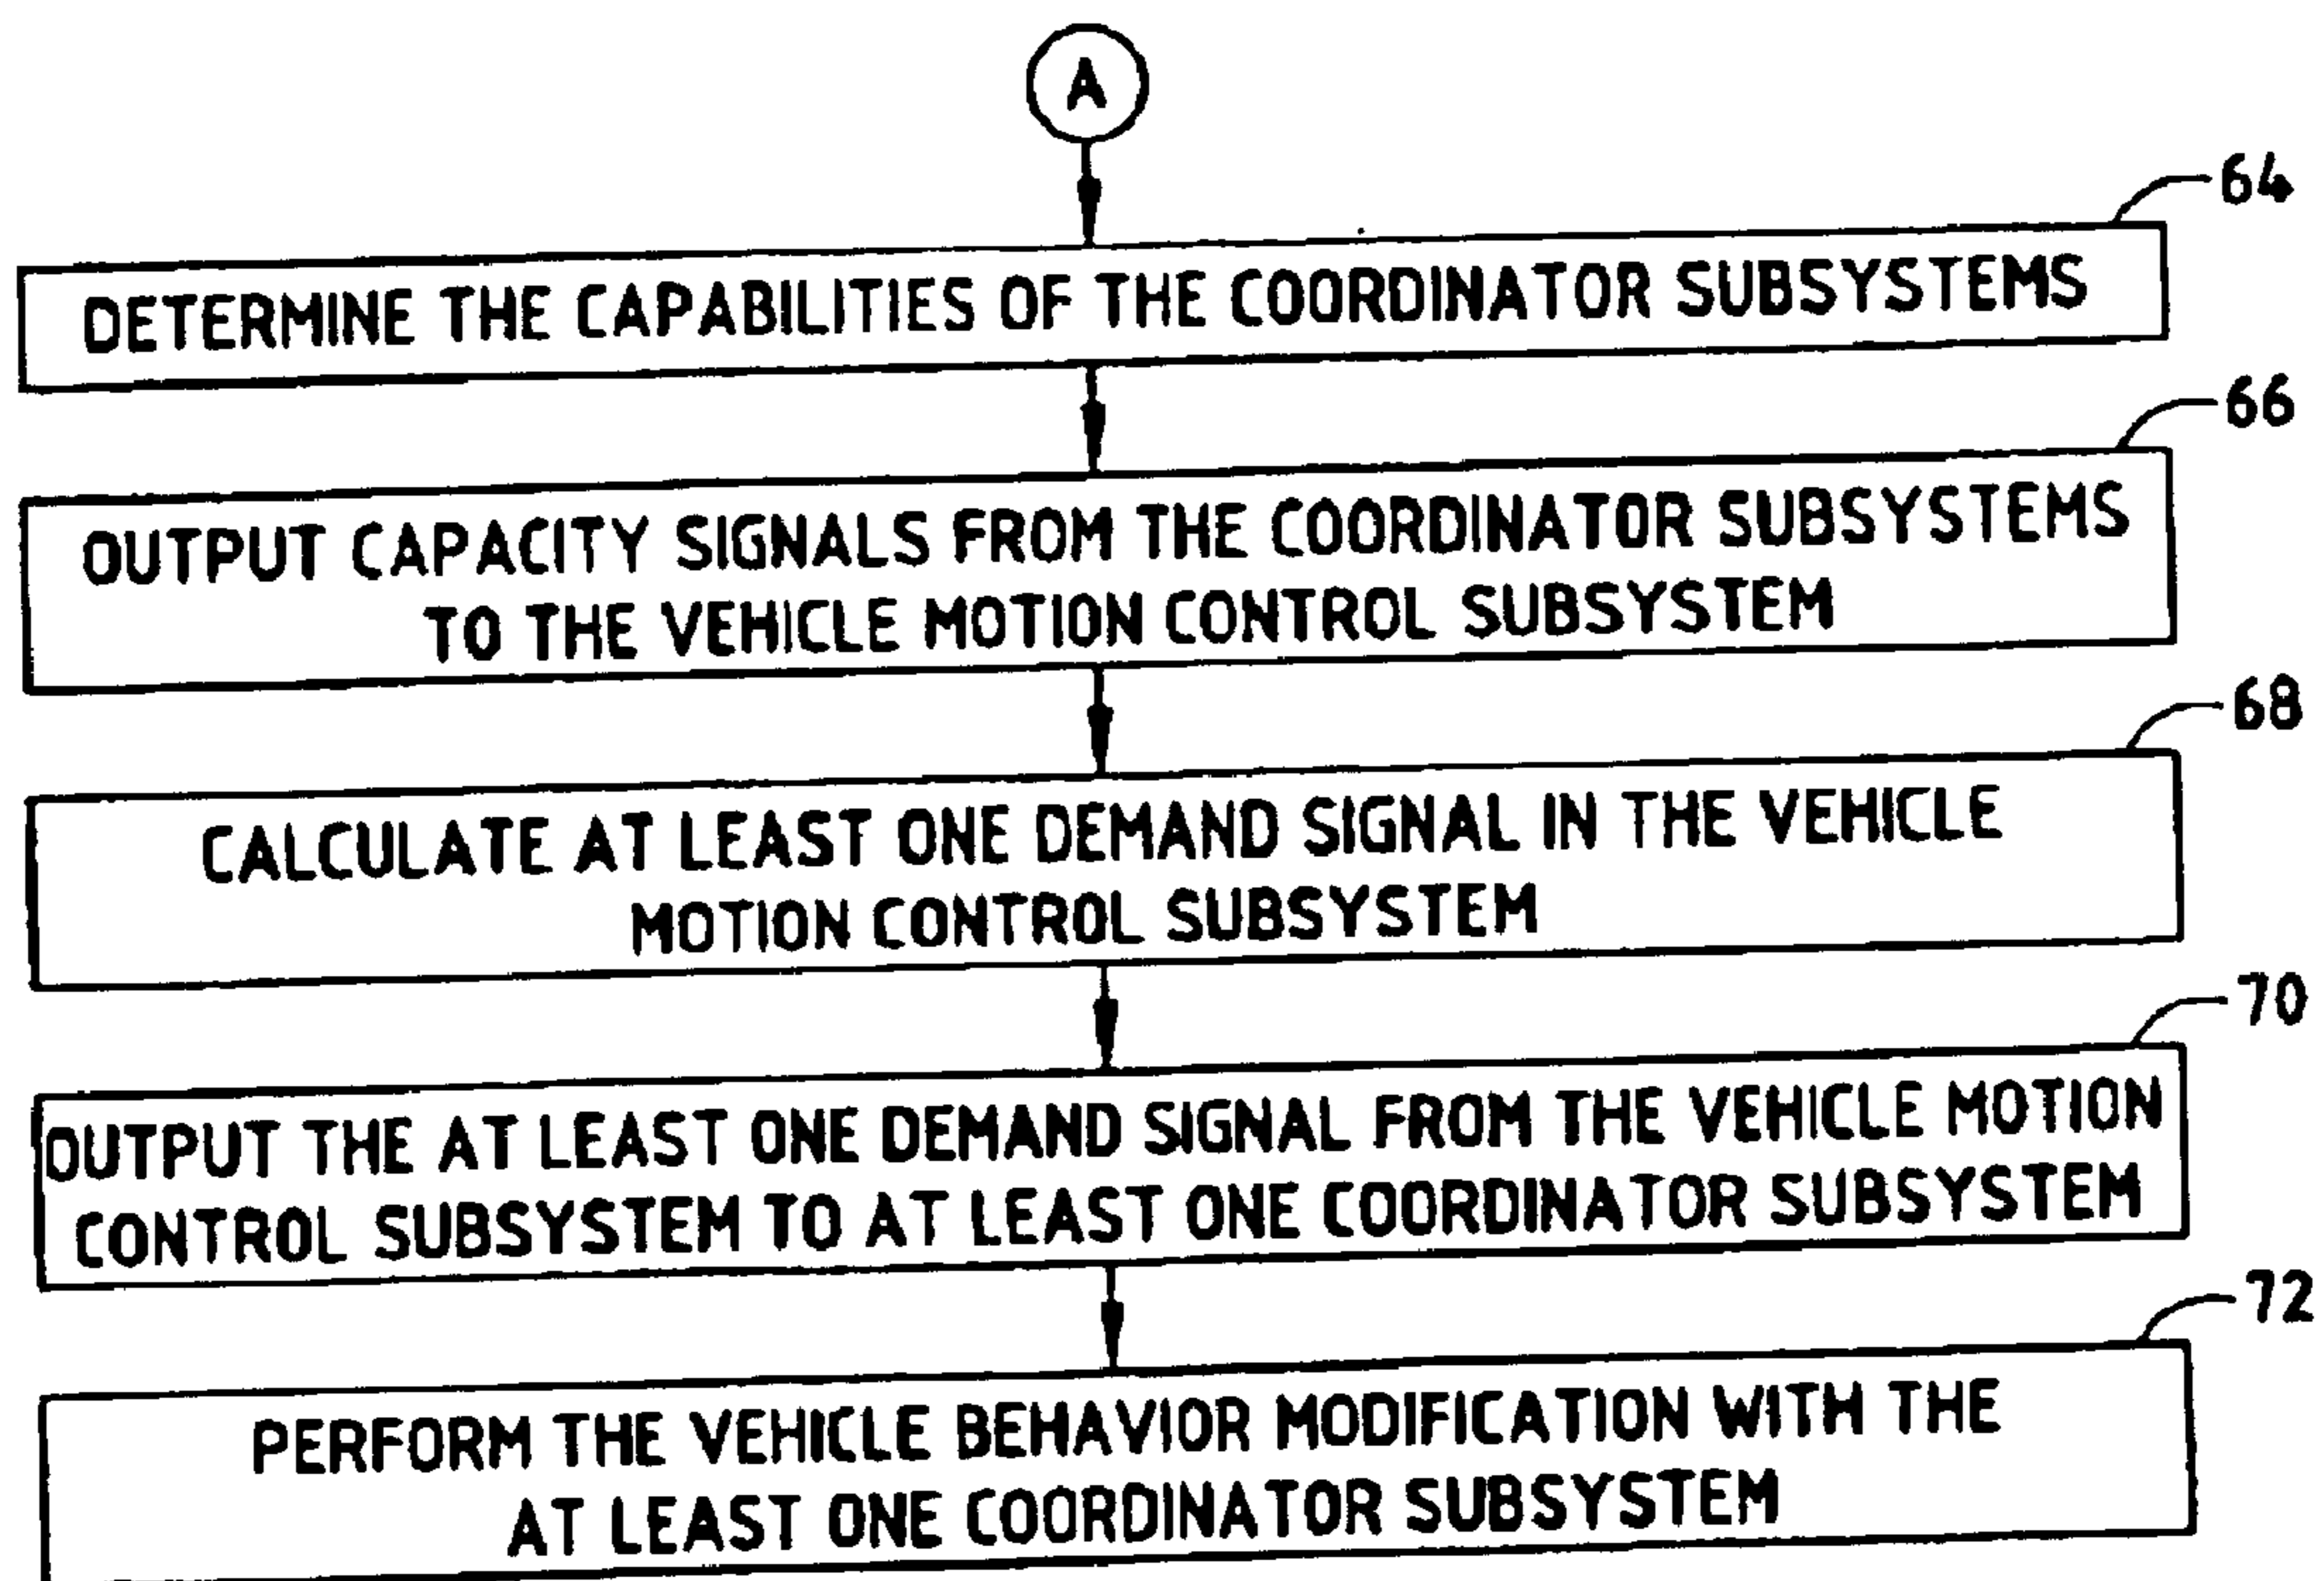 A
64
DETERMINE THE CAPABILITIES OF THE COORDINATOR SUBSYSTEMS
66
OUTPUT CAPACITY SIGNALS FROM THE COORDINATOR SUBSYSTEMS
TO THE VEHICLE MOTION CONTROL SUBSYSTEM
68
CALCULATE AT LEAST ONE DEMAND SIGNAL IN THE VEHICLE
MOTION CONTROL SUBSYSTEM
70
OUTPUT THE AT LEAST ONE DEMAND SIGNAL FROM THE VEHICLE MOTION
CONTROL SUBSYSTEM TO AT LEAST ONE COORDINATOR SUBSYSTEM
72
PERFORM THE VEHICLE BEHAVIOR MODIFICATION WITH THE
AT LEAST ONE COORDINATOR SUBSYSTEM